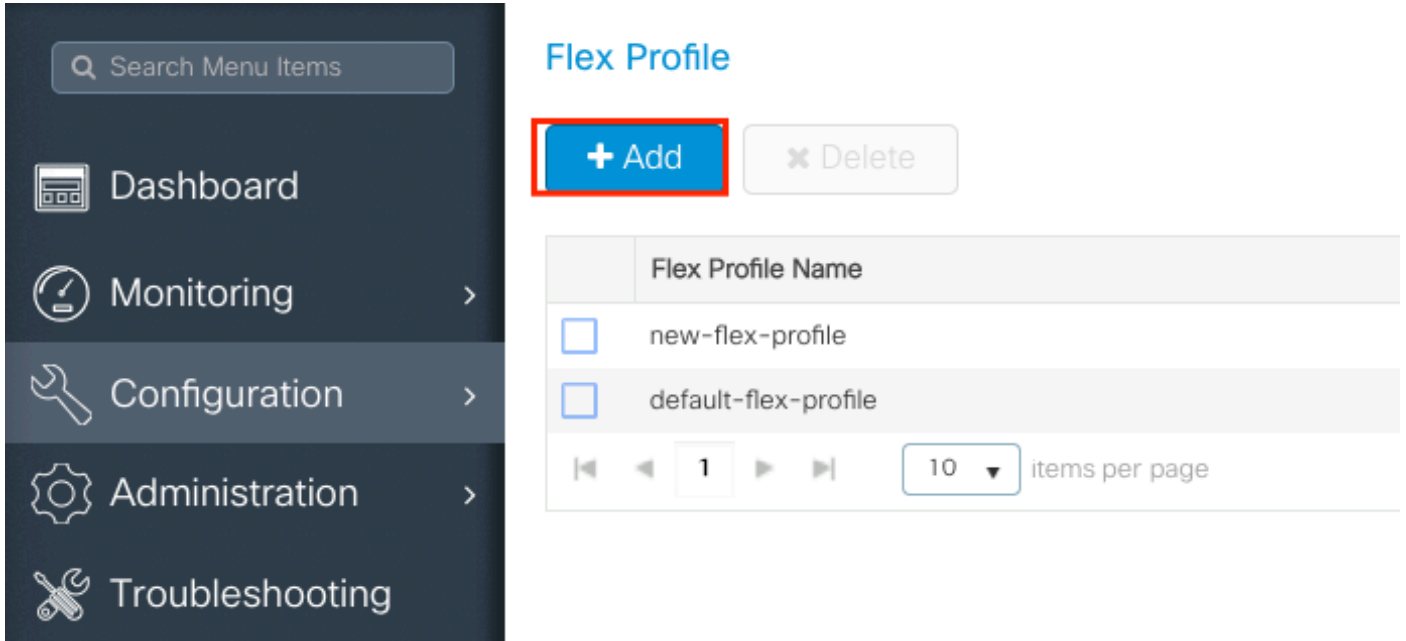 Search Menu Items
Dashboard
Monitoring
Configuration
Administration
Troubleshooting
Flex Profile
Add
Delete
Flex Profile Name
new-flex-profile
default-flex-profile
1
10
items per page